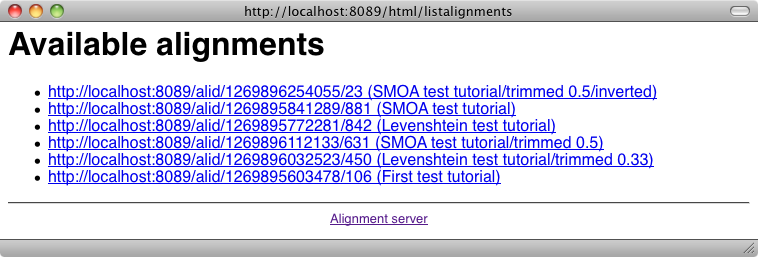 http://localhost:8089/html/listalignments
Available alignments
http://localhost:8089/alid/1269896254055/23 (SMOA test tutorial/trimmed 0.5/inverted)
http://localhost:8089/alid/1269895841289/881 (SMOA test tutorial)
http://localhost:8089/alid/1269895772281/842 (Levenshtein test tutorial)
http://localhost:8089/alid/1269896112133/631 (SMOA test tutorial/trimmed 0.5)
http://localhost:8089/alid/1269896032523/450 (Levenshtein test tutorial/trimmed 0.33)
http://localhost:8089/alid/1269895603478/106 (First test tutorial)
Alignment server